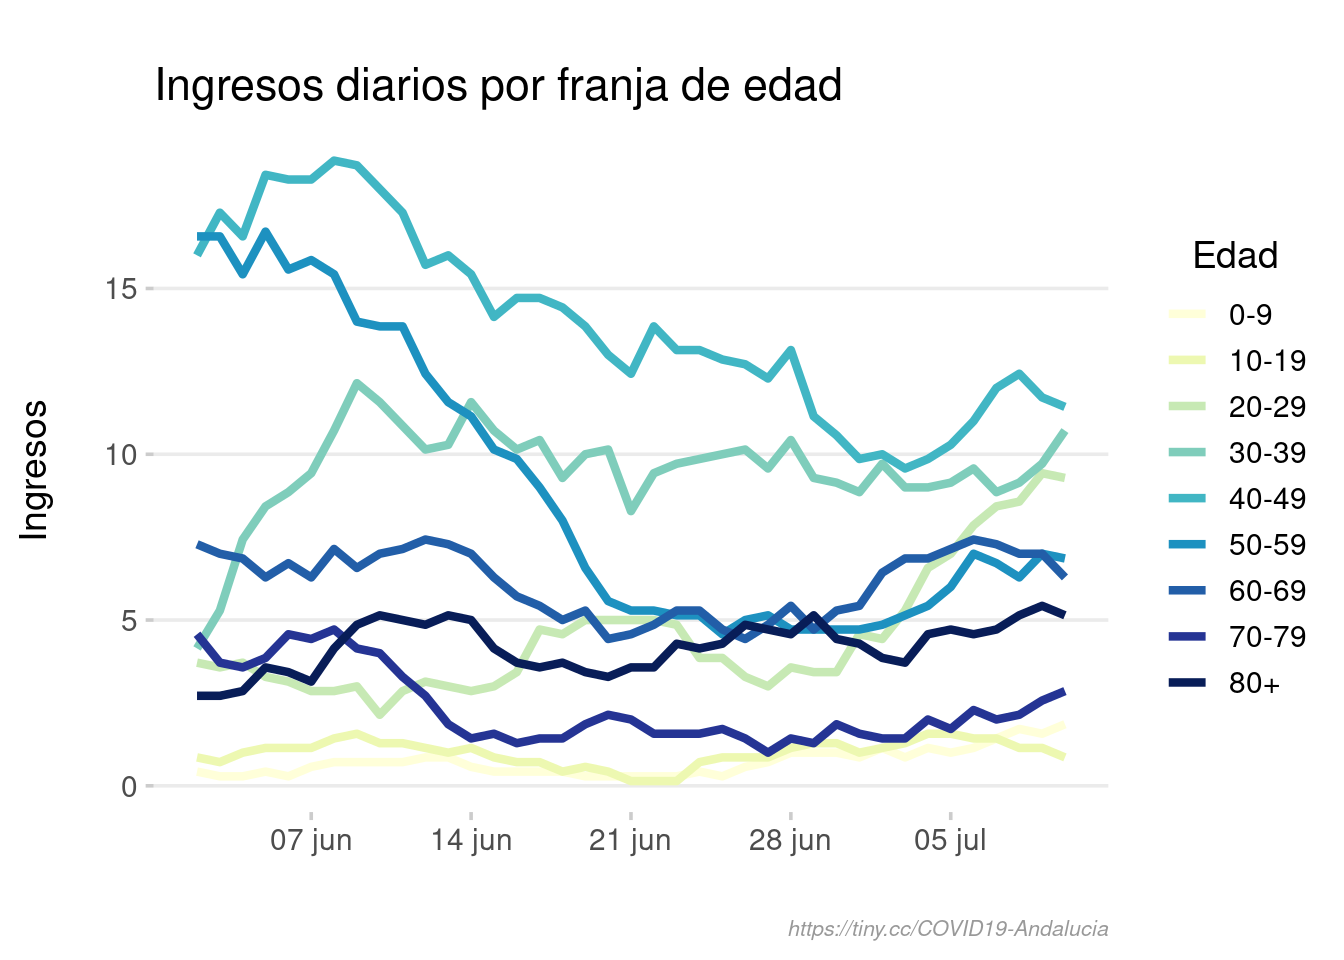 Ingresos diarios por franja de edad
Ingresos
15
10
5
0
07 jun
14 jun
21 jun
28 jun
05 jul
Edad
0-9
10-19
20-29
30-39
40-49
50-59
60-69
70-79
80+
https://tiny.cc/COVID19-Andalucia